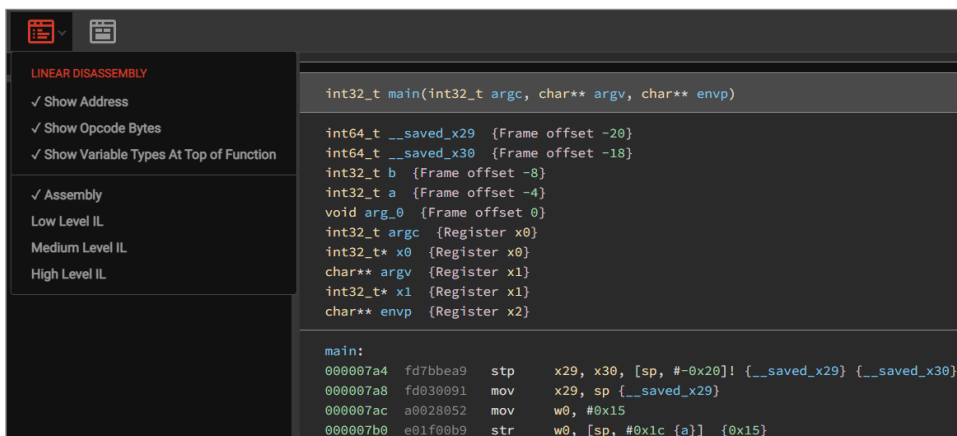 LINEAR DISASSEMBLY
✓ Show Address
✓ Show Opcode Bytes
✓ Show Variable Types At Top of Function
✓ Assembly
Low Level IL
Medium Level IL
High Level IL
int32_t main(int32_t argc, char** argv, char** envp)
int64_t __saved_x29  {Frame offset -20}
int64_t __saved_x30  {Frame offset -18}
int32_t b  {Frame offset -8}
int32_t a  {Frame offset -4}
void arg_0  {Frame offset 0}
int32_t argc  {Register x0}
int32_t* x0  {Register x0}
char** argv  {Register x1}
int32_t* x1  {Register x1}
char** envp  {Register x2}
main:
000007a4  fd7bbea9  stp  x29, x30, [sp, #-0x20]! {__saved_x29} {__saved_x30}
000007a8  fd030091  mov  x29, sp {__saved_x29}
000007ac  a0028052  mov  w0, #0x15
000007b0  e01f00b9  str  w0, [sp, #0x1c {a}]  {0x15}